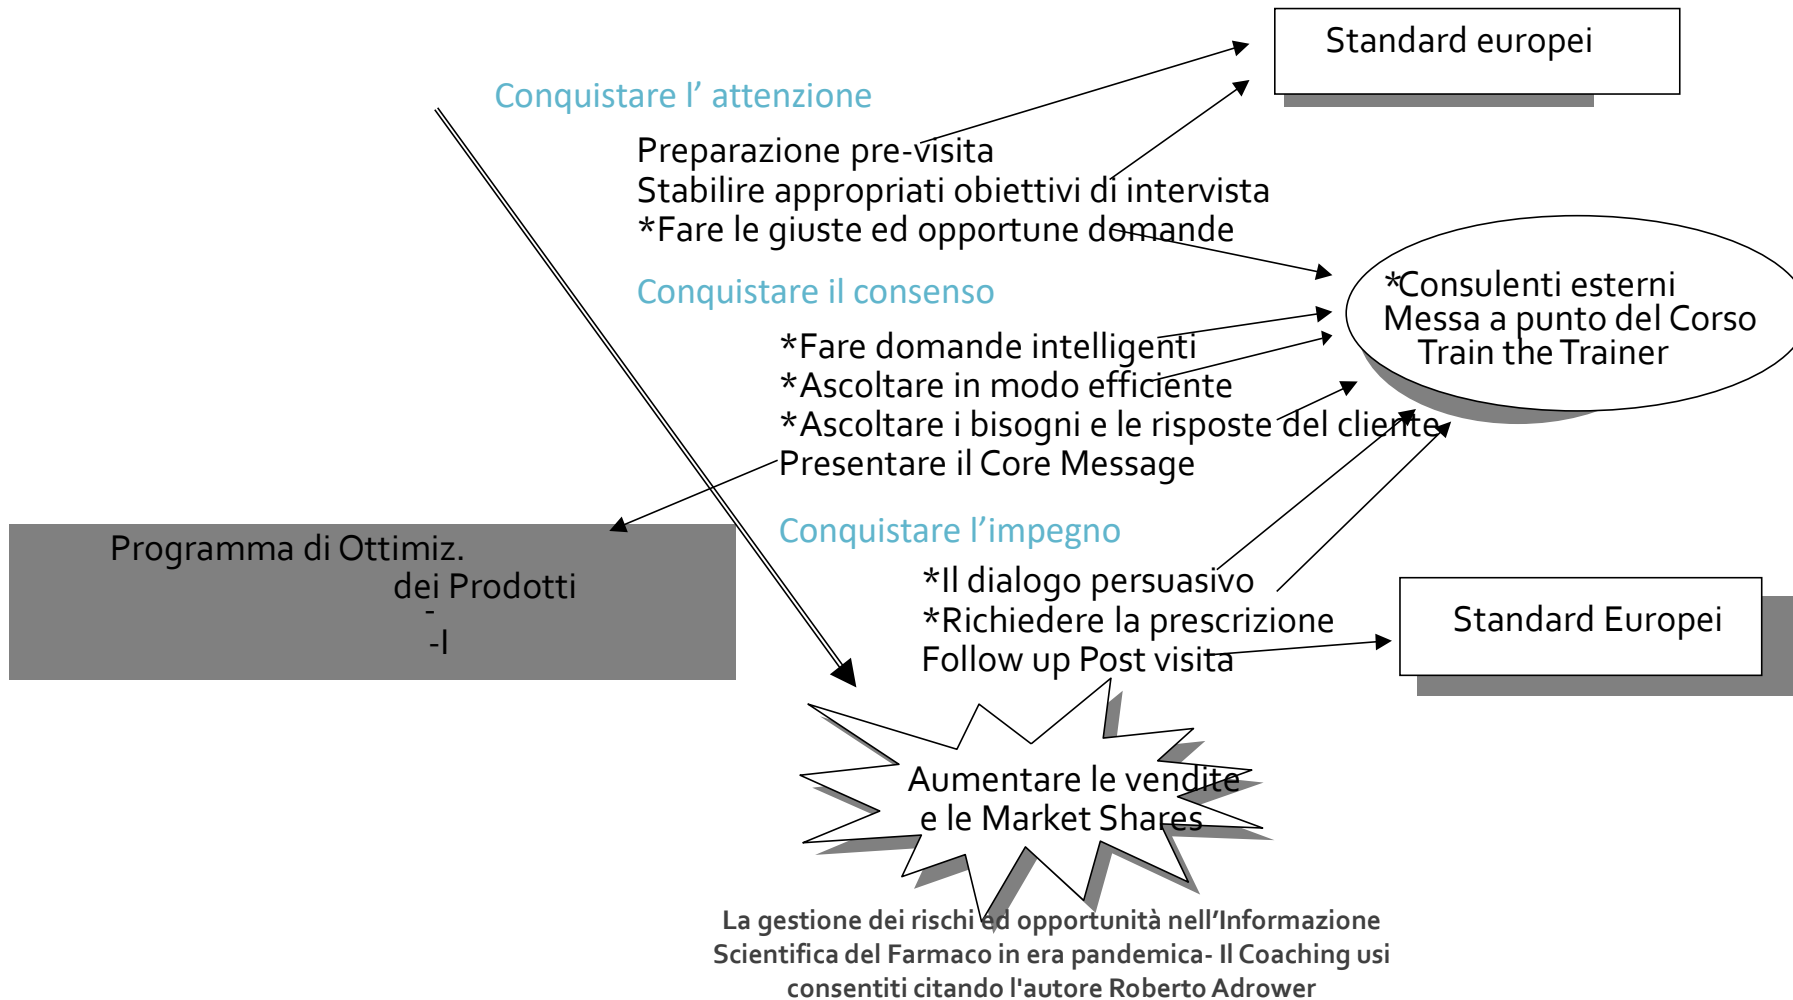 Standard europei
Conquistare l’ attenzione
Preparazione pre-visita
Stabilire appropriati obiettivi di intervista
*Fare le giuste ed opportune domande
Conquistare il consenso
*Consulenti esterni
Messa a punto del Corso
Train the Trainer
*Fare domande intelligenti
*Ascoltare in modo efficiente
*Ascoltare i bisogni e le risposte del cliente
Presentare il Core Message
Conquistare l’impegno
Programma di Ottimiz.
dei Prodotti
-
-I
*Il dialogo persuasivo
*Richiedere la prescrizione
Follow up Post visita
Standard Europei
Aumentare le vendite
e le Market Shares
La gestione dei rischi ed opportunità nell’Informazione
Scientifica del Farmaco in era pandemica- Il Coaching usi
consentiti citando l'autore Roberto Adrower